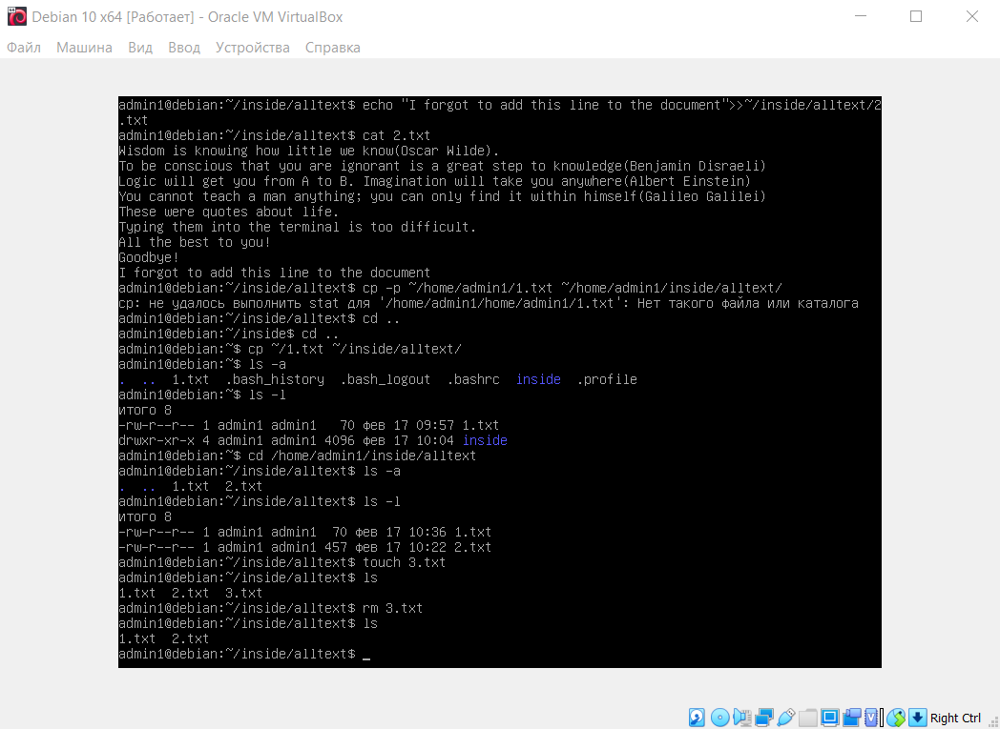 Debian 10 x64 [Работает] - Oracle VM VirtualBox
Файл Машина Вид Ввод Устройства Справка
admin1@debian:~/inside/alltext$ echo "I forgot to add this line to the document">>~/inside/alltext/2
.txt
admin1@debian:~/inside/alltext$ cat 2.txt
Wisdom is knowing how little we know(Oscar Wilde).
To be conscious that you are ignorant is a great step to knowledge(Benjamin Disraeli)
Logic will get you from A to B. Imagination will take you anywhere(Albert Einstein)
You cannot teach a man anything; you can only find it within himself(Galileo Galilei)
These were quotes about life.
Typing them into the terminal is too difficult.
All the best to you!
Goodbye!
I forgot to add this line to the document
admin1@debian:~/inside/alltext$ cp -p ~/home/admin1/1.txt ~/home/admin1/inside/alltext/
cp: не удалось выполнить stat для '/home/admin1/home/admin1/1.txt': Нет такого файла или каталога
admin1@debian:~/inside/alltext$ cd ..
admin1@debian:~/inside$ cd ..
admin1@debian:~$ cp ~/1.txt ~/inside/alltext/
admin1@debian:~$ ls -a
.  ..  1.txt  .bash_history  .bash_logout  .bashrc  inside  .profile
admin1@debian:~$ ls -l
итого 8
-rw-r--r-- 1 admin1 admin1   70 фев 17 09:57 1.txt
drwxr-xr-x 4 admin1 admin1 4096 фев 17 10:04 inside
admin1@debian:~$ cd /home/admin1/inside/alltext
admin1@debian:~/inside/alltext$ ls -a
.  ..  1.txt  2.txt
admin1@debian:~/inside/alltext$ ls -l
итого 8
-rw-r--r-- 1 admin1 admin1  70 фев 17 10:36 1.txt
-rw-r--r-- 1 admin1 admin1 457 фев 17 10:22 2.txt
admin1@debian:~/inside/alltext$ touch 3.txt
admin1@debian:~/inside/alltext$ ls
1.txt  2.txt  3.txt
admin1@debian:~/inside/alltext$ rm 3.txt
admin1@debian:~/inside/alltext$ ls
1.txt  2.txt
admin1@debian:~/inside/alltext$ _
Right Ctrl